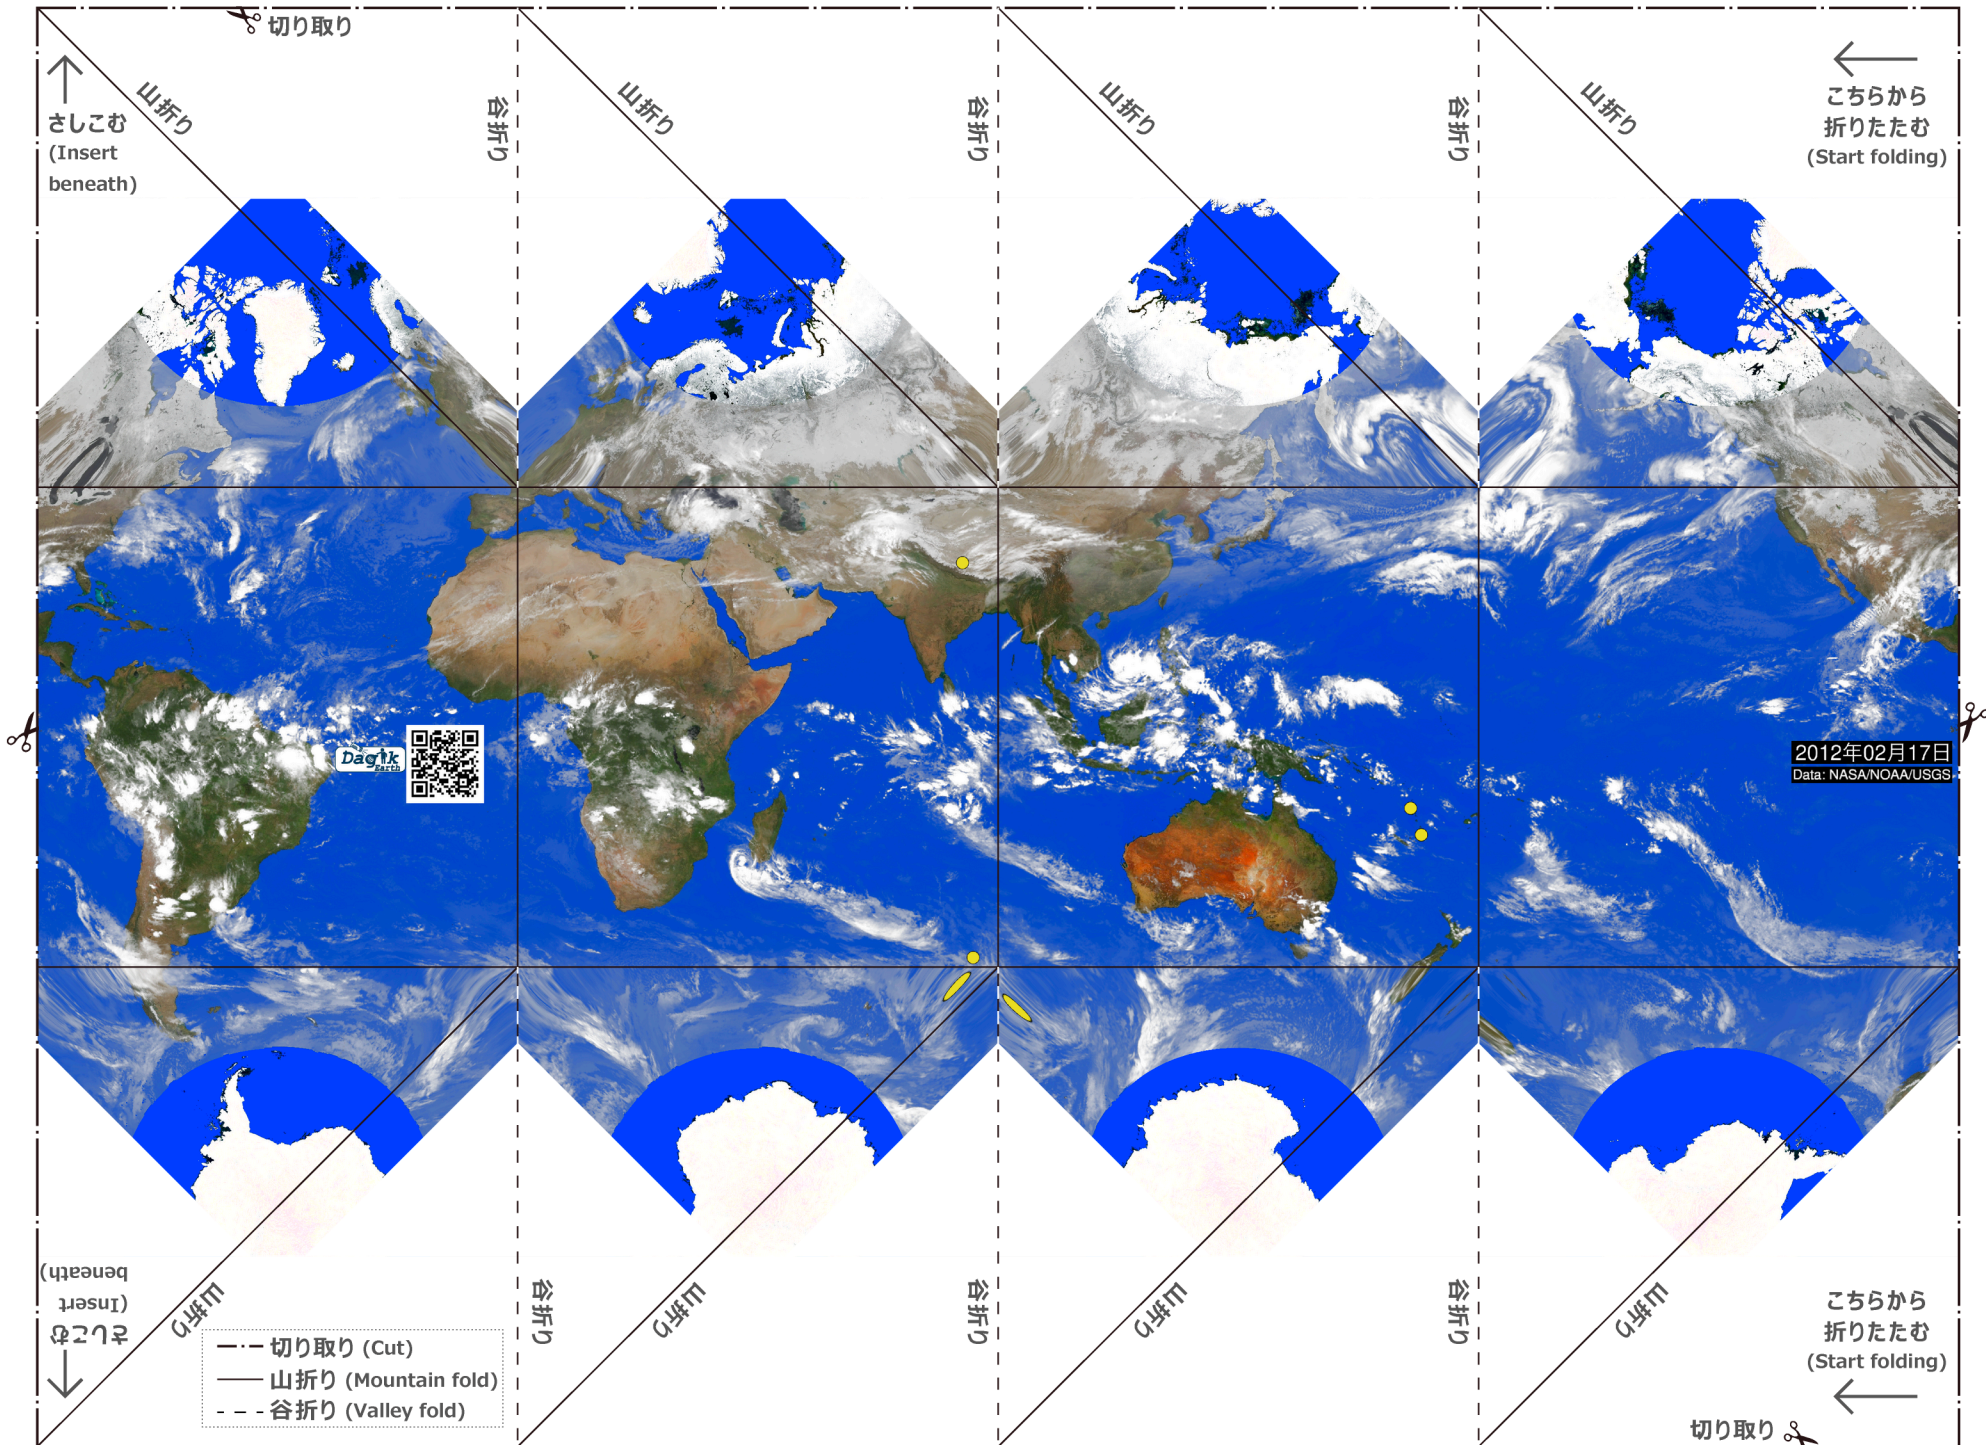 切り取り
さしこむ
(Insert
beneath)
山折り
谷折り
山折り
谷折り
山折り
谷折り
山折り
こちらから
折りたたむ
(Start folding)
Dagik
Earth
2012年02月17日
Data: NASA/NOAA/USGS
さしこむ
(Insert
beneath)
山折り
谷折り
山折り
谷折り
山折り
谷折り
山折り
こちらから
折りたたむ
(Start folding)
切り取り (Cut)
山折り (Mountain fold)
谷折り (Valley fold)
切り取り